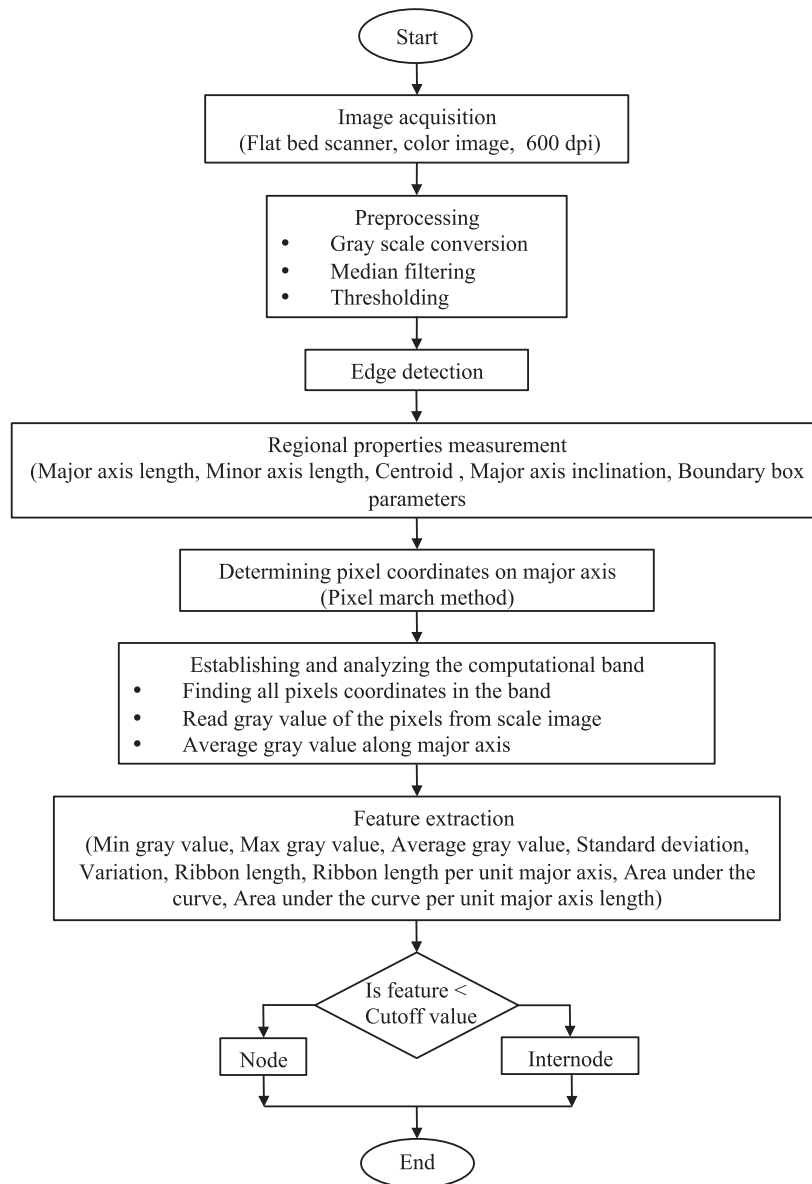 Start
Image acquisition
(Flat bed scanner, color image,  600 dpi)
Preprocessing
• Gray scale conversion
• Median filtering
• Thresholding
Edge detection
Regional properties measurement
(Major axis length, Minor axis length, Centroid , Major axis inclination, Boundary box
parameters
Determining pixel coordinates on major axis
(Pixel march method)
Establishing and analyzing the computational band
• Finding all pixels coordinates in the band
• Read gray value of the pixels from scale image
• Average gray value along major axis
Feature extraction
(Min gray value, Max gray value, Average gray value, Standard deviation,
Variation, Ribbon length, Ribbon length per unit major axis, Area under the
curve, Area under the curve per unit major axis length)
Is feature <
Cutoff value
Node
Internode
End